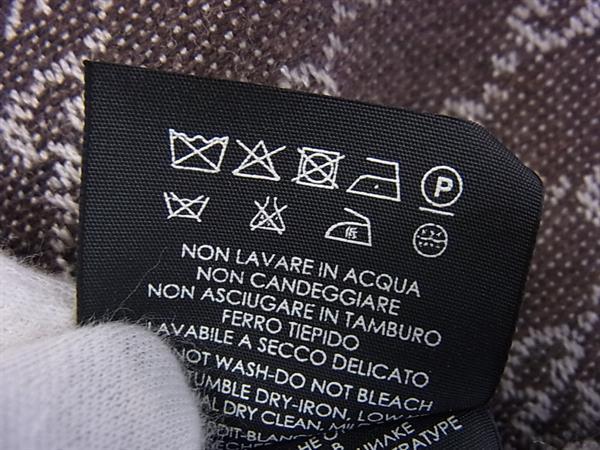 P
低
NON LAVARE IN ACQUA
NON CANDEGGIARE
NON ASCIUGARE IN TAMBURO
FERRO TIEPIDO
LAVABILE A SECCO DELICATO
NOT WASH-DO NOT BLEACH
TUMBLE DRY-IRON, LOW
DRY CLEAN,